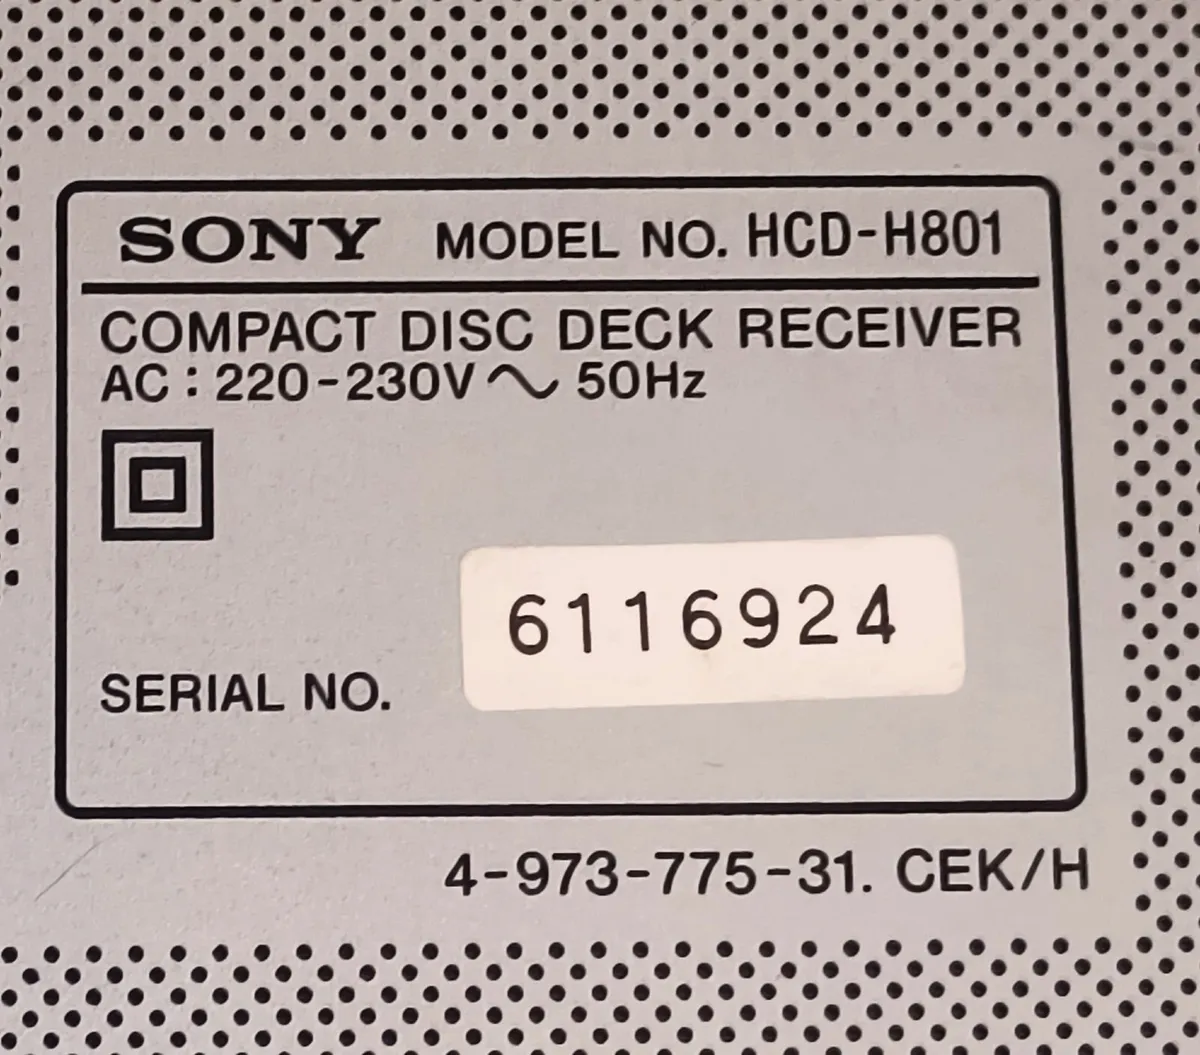 SONY MODEL NO. HCD-H801
COMPACT DISC DECK RECEIVER
AC : 220-230V ~ 50Hz
6116924
SERIAL NO.
4-973-775-31. CEK/H